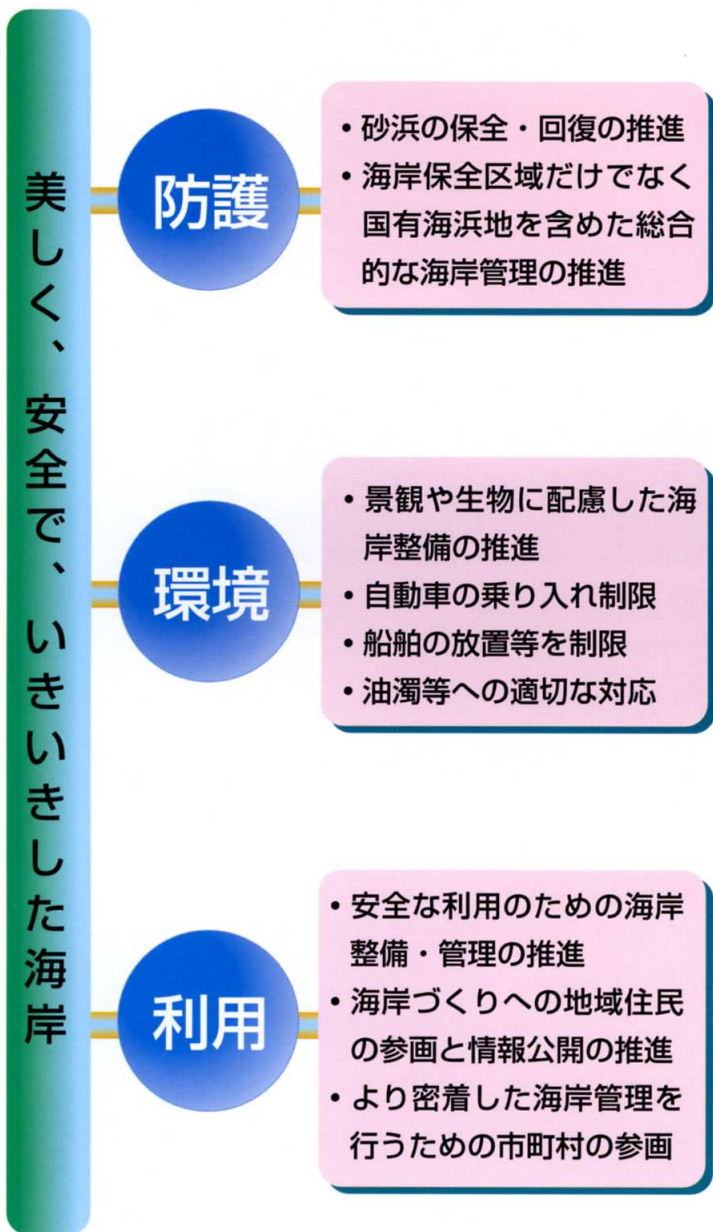 美しく、安全で、いきいきした海岸
防護
・砂浜の保全・回復の推進
・海岸保全区域だけでなく
国有海浜地を含めた総合
的な海岸管理の推進
環境
・景観や生物に配慮した海
岸整備の推進
・自動車の乗り入れ制限
・船舶の放置等を制限
・油濁等への適切な対応
利用
・安全な利用のための海岸
整備・管理の推進
・海岸づくりへの地域住民
の参画と情報公開の推進
・より密着した海岸管理を
行うための市町村の参画